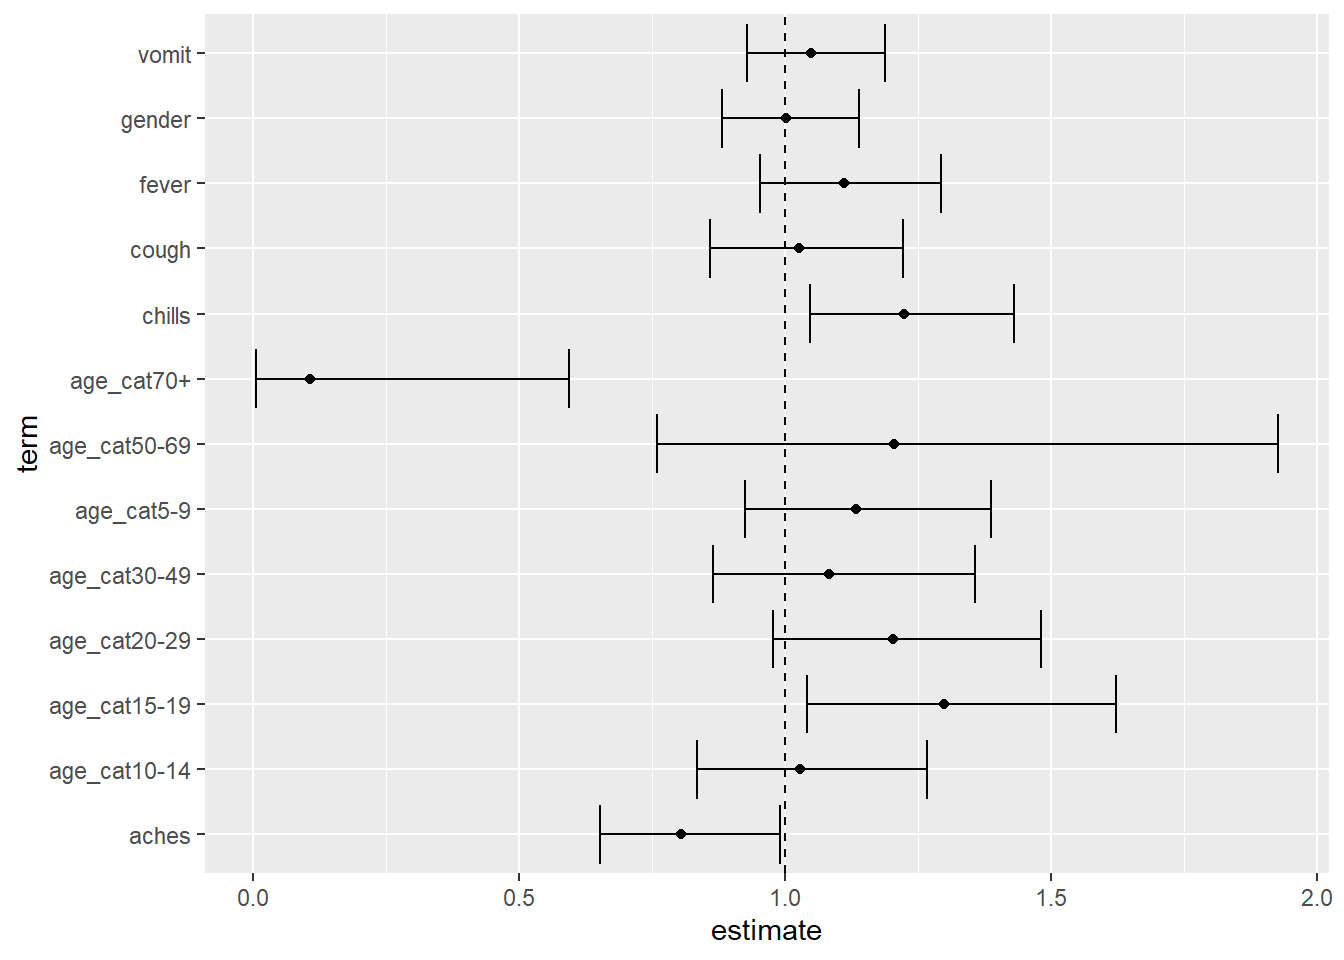 vomit
gender
fever
cough
chills
age_cat70+
age_cat50-69
age_cat5-9
age_cat30-49
age_cat20-29
age_cat15-19
age_cat10-14
aches
term
0.0 0.5 1.0 1.5 2.0
estimate